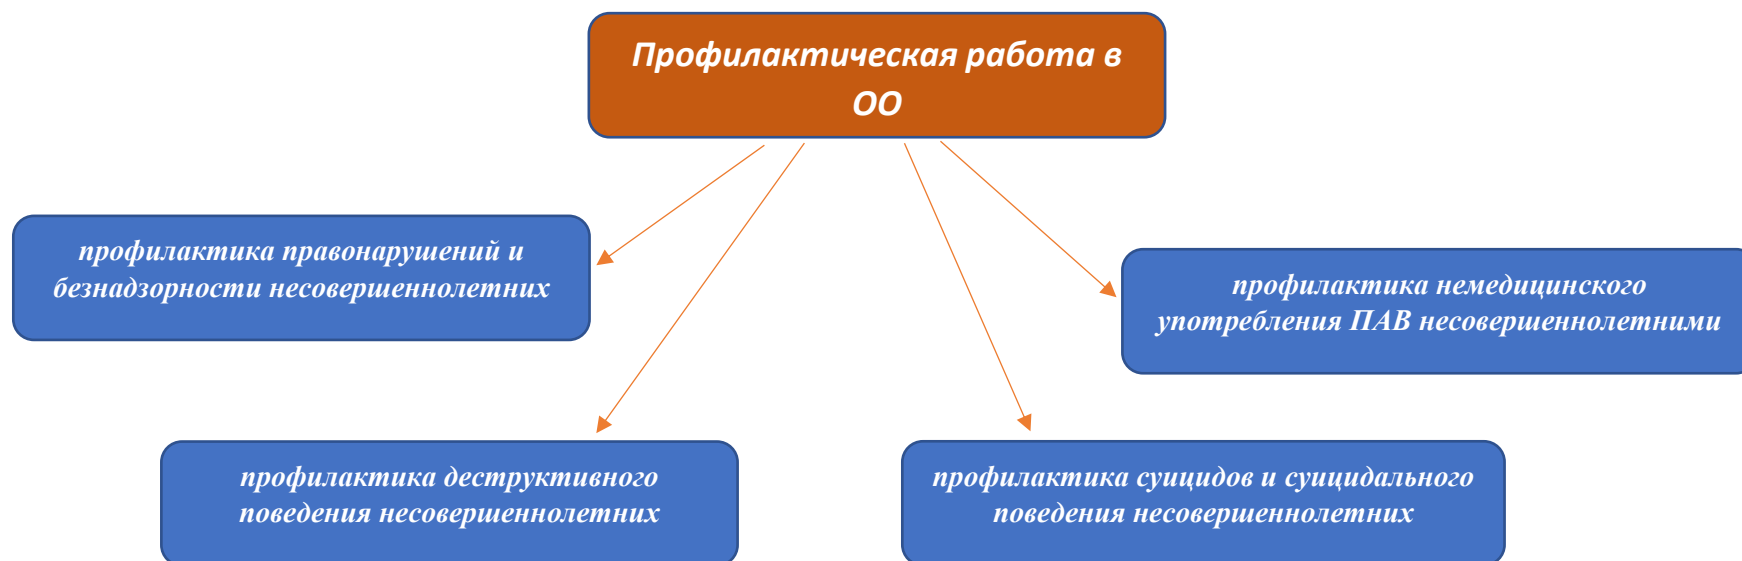 Профилактическая работа в
ОО
профилактика правонарушений и
безнадзорности несовершеннолетних
профилактика немедицинского
употребления ПАВ несовершеннолетними
профилактика деструктивного
поведения несовершеннолетних
профилактика суицидов и суицидального
поведения несовершеннолетних